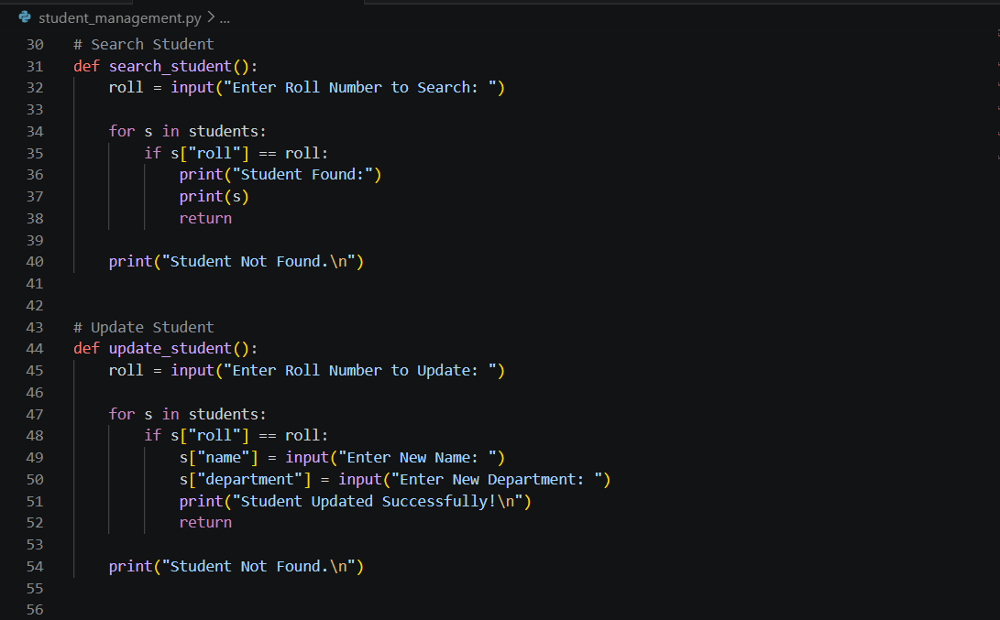 student_management.py > ...
30 # Search Student
31 def search_student():
32     roll = input("Enter Roll Number to Search: ")
33
34     for s in students:
35         if s["roll"] == roll:
36             print("Student Found:")
37             print(s)
38             return
39
40     print("Student Not Found.\n")
41
42
43 # Update Student
44 def update_student():
45     roll = input("Enter Roll Number to Update: ")
46
47     for s in students:
48         if s["roll"] == roll:
49             s["name"] = input("Enter New Name: ")
50             s["department"] = input("Enter New Department: ")
51             print("Student Updated Successfully!\n")
52             return
53
54     print("Student Not Found.\n")
55
56